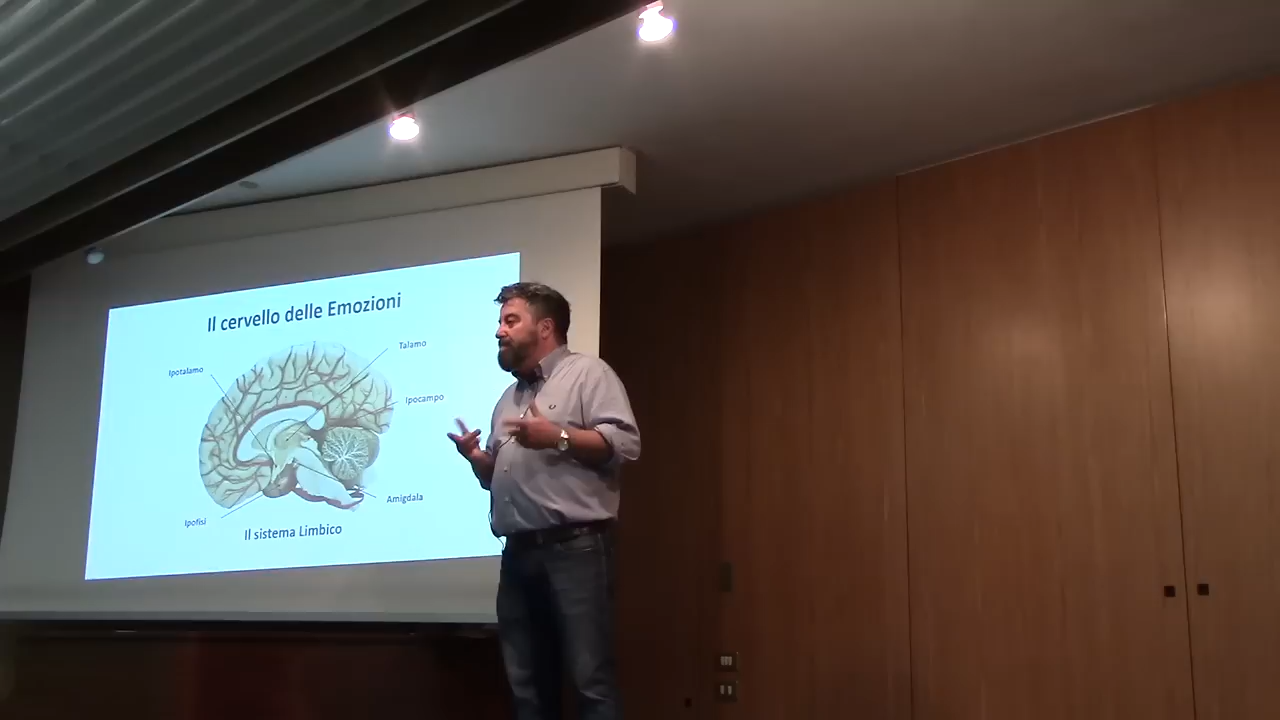 Il cervello delle Emozioni
Talamo
Ipotalamo
Ipocampo
Amigdala
Ipofisi
Il sistema Limbico